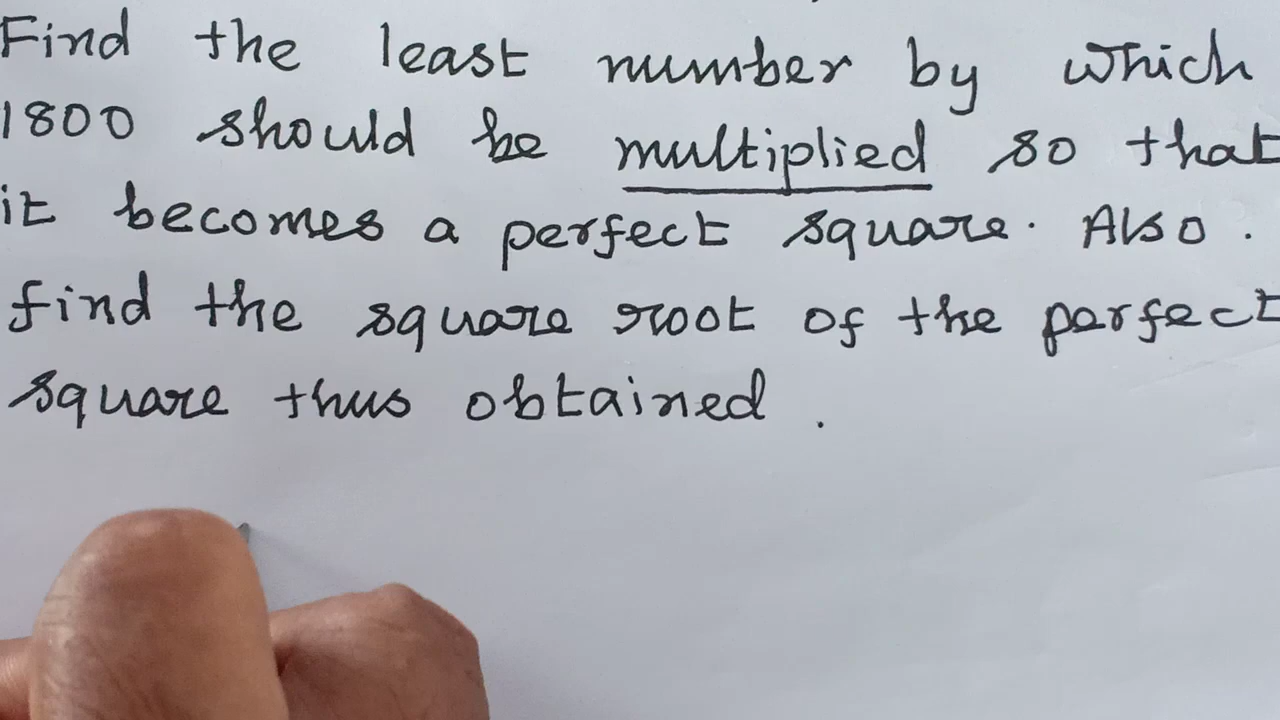 Find the least number by which
1800 should be multiplied so that
it becomes a perfect square. Also.
find the square root of the perfect
square thus obtained.